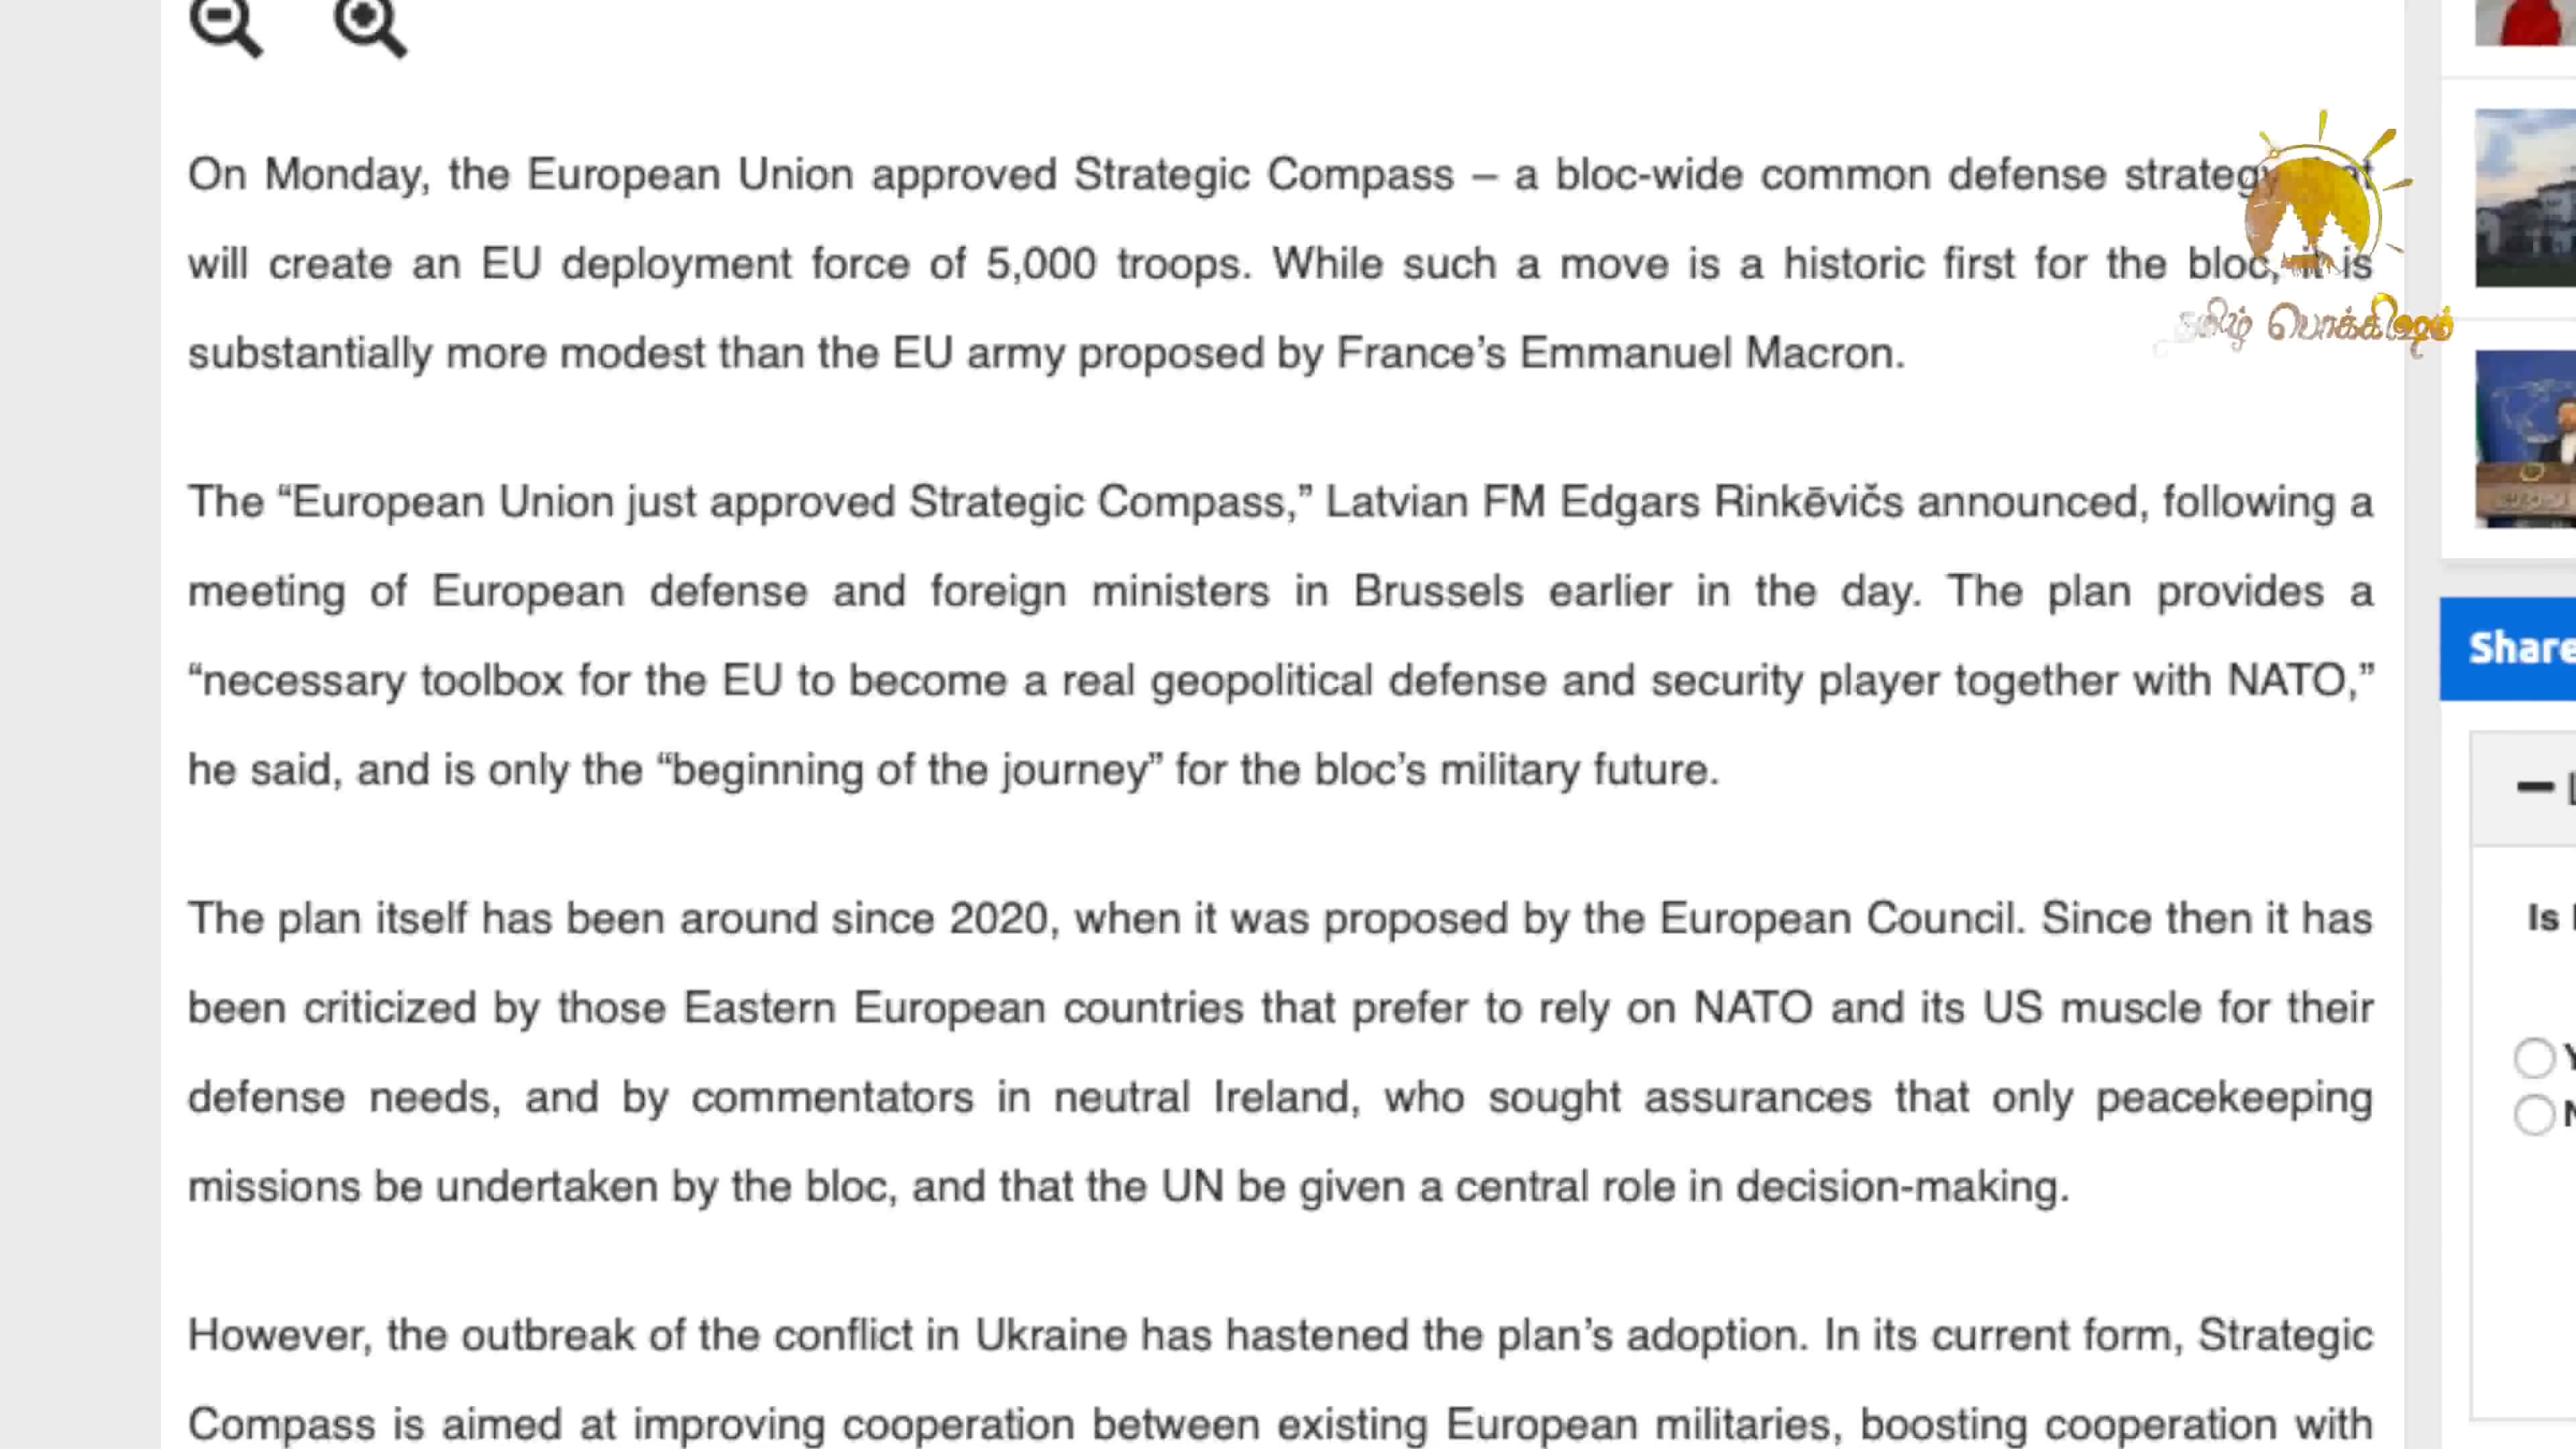 On Monday, the European Union approved Strategic Compass – a bloc-wide common defense strategy
will create an EU deployment force of 5,000 troops. While such a move is a historic first for the bloc, it is
substantially more modest than the EU army proposed by France’s Emmanuel Macron.
தமிழ் பொக்கிஷம்
The “European Union just approved Strategic Compass,” Latvian FM Edgars Rinkēvičs announced, following a
meeting of European defense and foreign ministers in Brussels earlier in the day. The plan provides a
“necessary toolbox for the EU to become a real geopolitical defense and security player together with NATO,”
he said, and is only the “beginning of the journey” for the bloc’s military future.
Share
The plan itself has been around since 2020, when it was proposed by the European Council. Since then it has
been criticized by those Eastern European countries that prefer to rely on NATO and its US muscle for their
defense needs, and by commentators in neutral Ireland, who sought assurances that only peacekeeping
missions be undertaken by the bloc, and that the UN be given a central role in decision-making.
Is
However, the outbreak of the conflict in Ukraine has hastened the plan’s adoption. In its current form, Strategic
Compass is aimed at improving cooperation between existing European militaries, boosting cooperation with